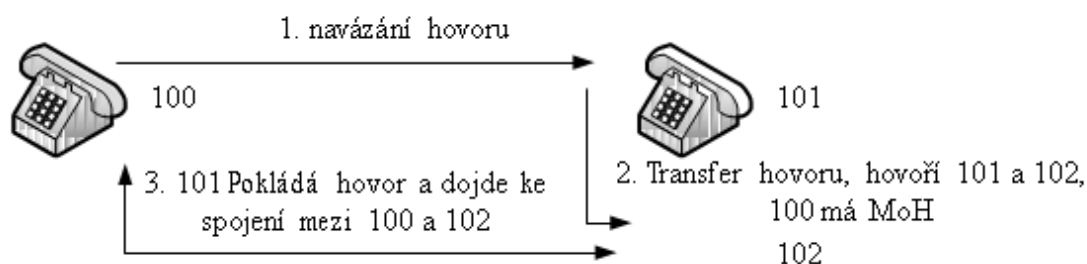 1. navázání hovoru
100
101
3. 101 Pokládá hovor a dojde ke
spojení mezi 100 a 102
2. Transfer hovoru, hovoří 101 a 102,
100 má MoH
102